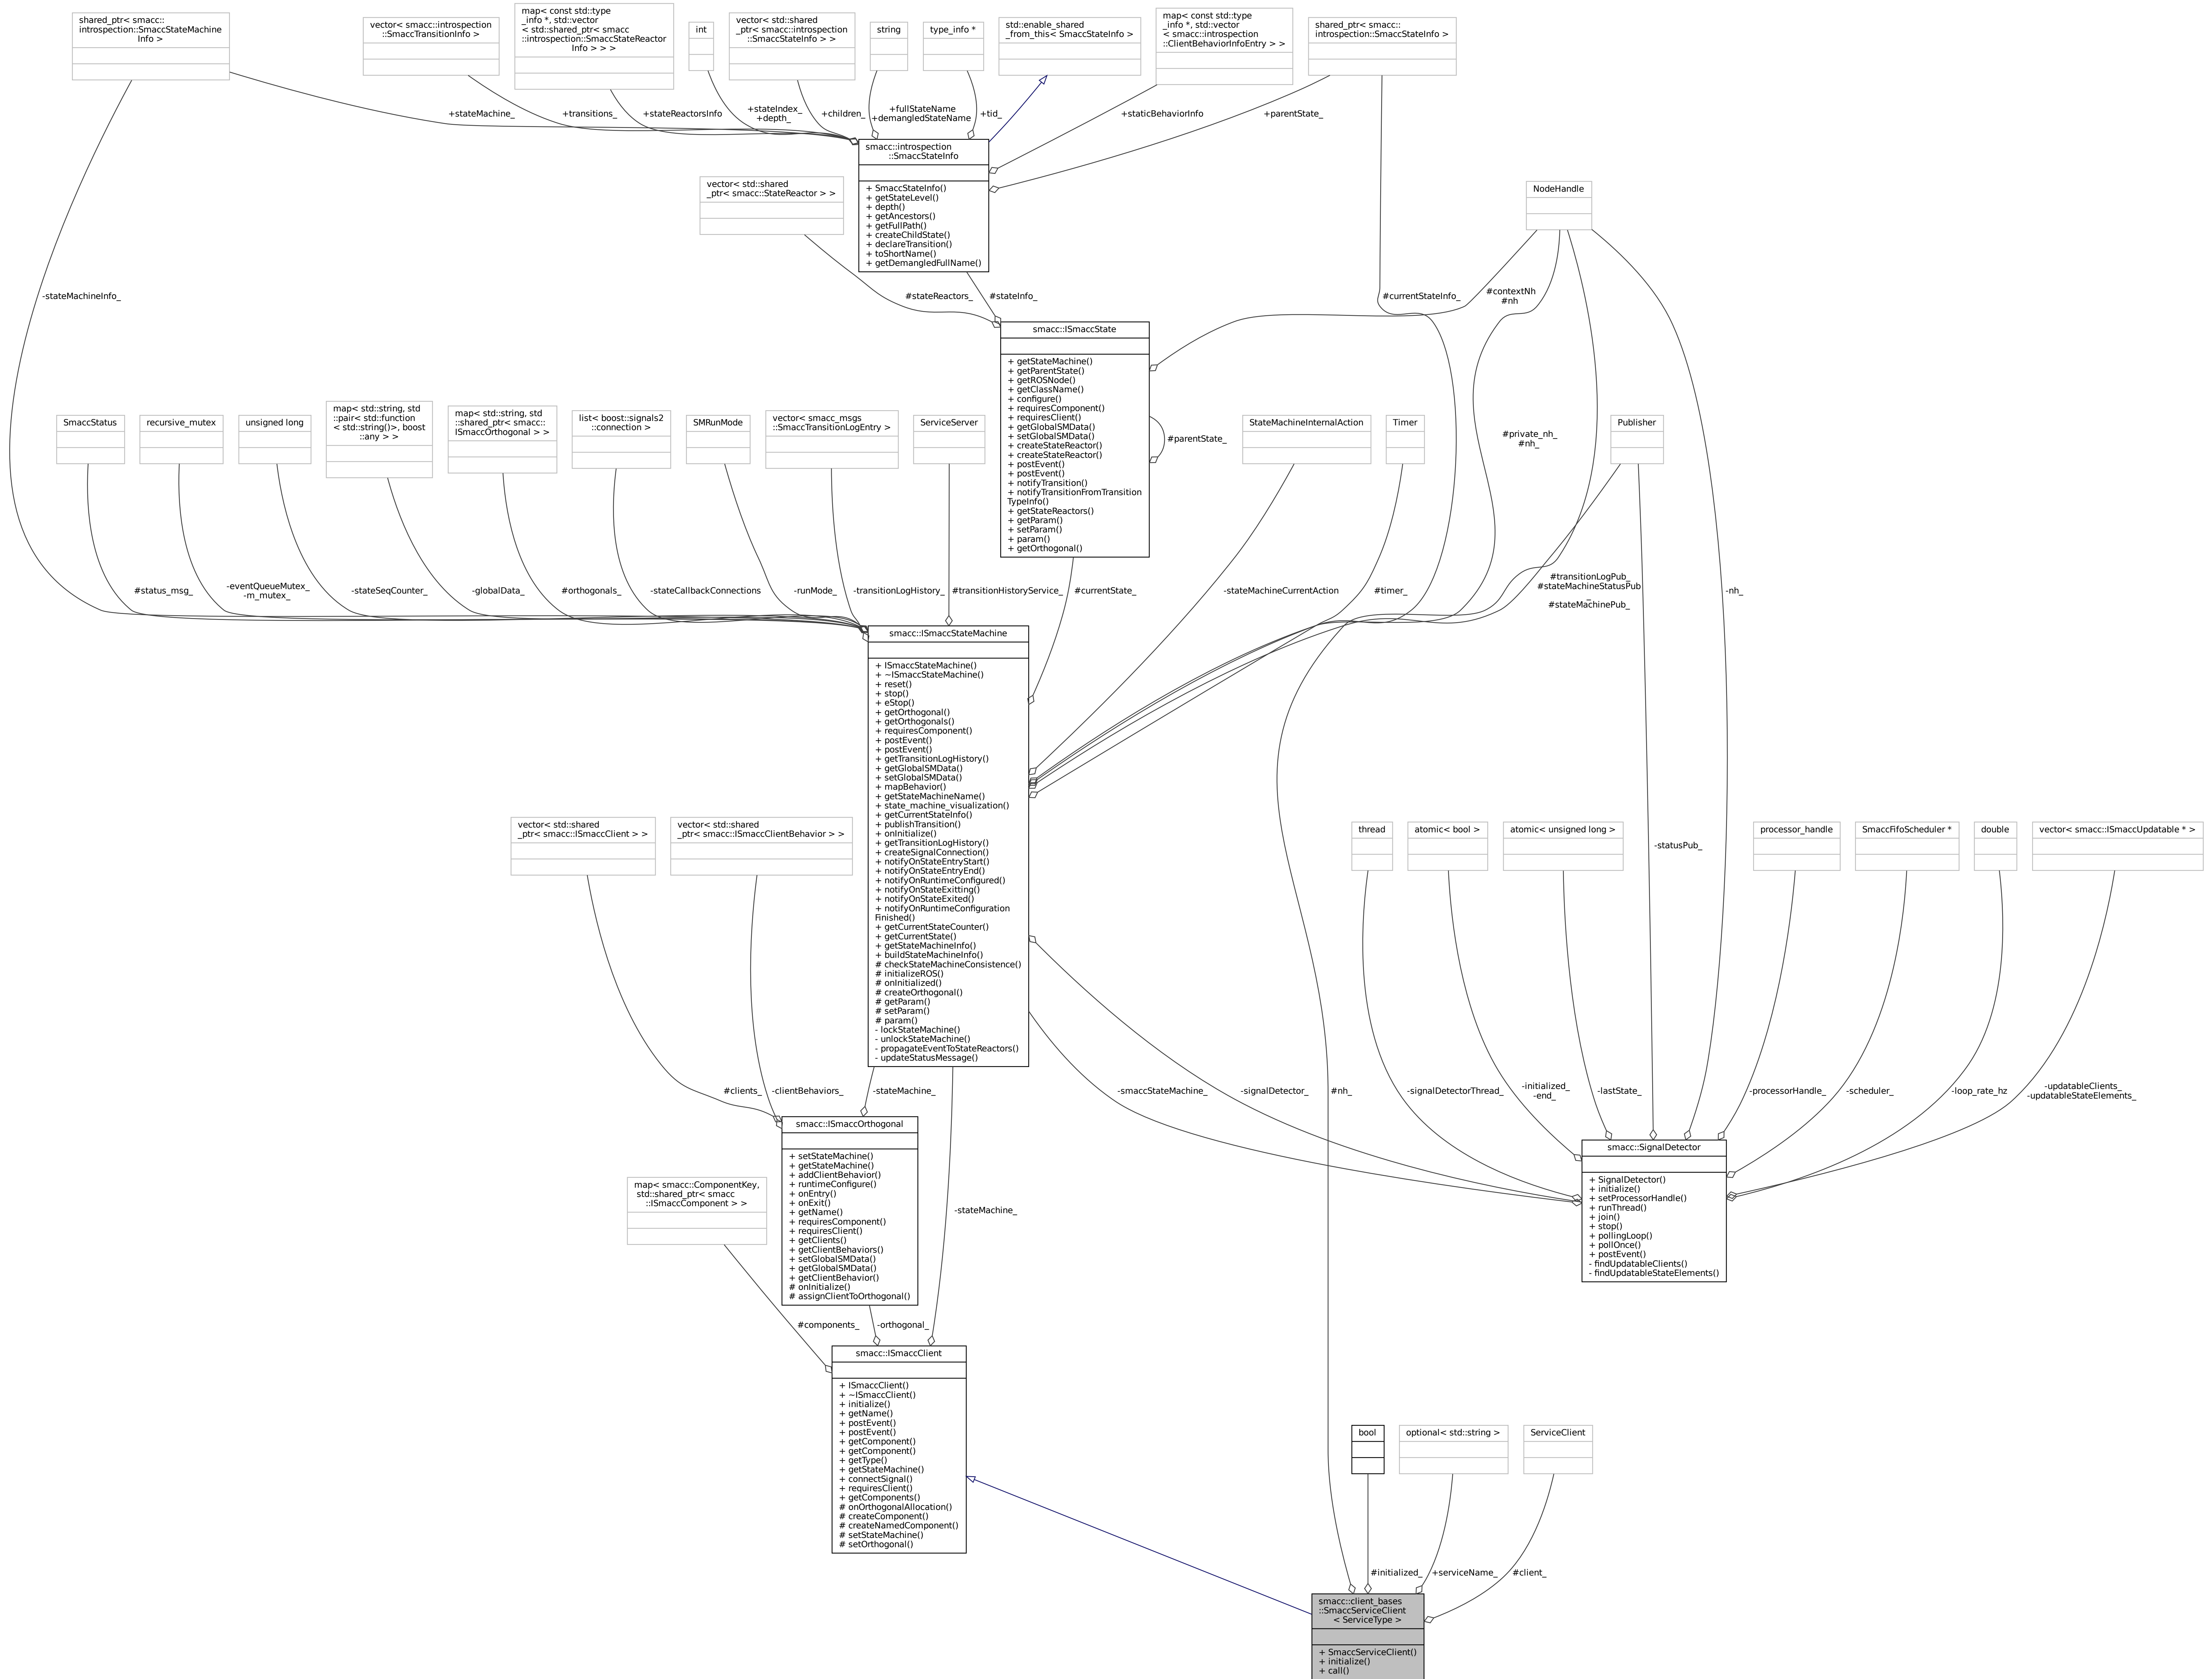 shared_ptr< smacc::
introspection::SmaccStateMachine
Info >
vector< smacc::introspection
::SmaccTransitionInfo >
map< const std::type
_info *, std::vector
< std::shared_ptr< smacc
::introspection::SmaccStateReactor
Info > > >
int
vector< std::shared
_ptr< smacc::introspection
::SmaccStateInfo > >
string
type_info *
std::enable_shared
_from_this< SmaccStateInfo >
map< const std::type
_info *, std::vector
< smacc::introspection
::ClientBehaviorInfoEntry > >
shared_ptr< smacc::
introspection::SmaccStateInfo >
+stateMachine_
+transitions_
+stateReactorsInfo
+stateIndex_
+depth_
+children_
+fullStateName
+demangledStateName
+tid_
+staticBehaviorInfo
+parentState_
smacc::introspection
::SmaccStateInfo
+ SmaccStateInfo()
+ getStateLevel()
+ depth()
+ getAncestors()
+ getFullPath()
+ createChildState()
+ declareTransition()
+ toShortName()
+ getDemangledFullName()
vector< std::shared
_ptr< smacc::StateReactor > >
NodeHandle
-stateMachineInfo_
#stateReactors_
#stateInfo_
#currentStateInfo_
#contextNh
#nh
smacc::ISmaccState
+ getStateMachine()
+ getParentState()
+ getROSNode()
+ getClassName()
+ configure()
+ requiresComponent()
+ requiresClient()
+ getGlobalSMData()
+ setGlobalSMData()
+ createStateReactor()
+ createStateReactor()
+ postEvent()
+ postEvent()
+ notifyTransition()
+ notifyTransitionFromTransition
TypeInfo()
+ getStateReactors()
+ getParam()
+ setParam()
+ param()
+ getOrthogonal()
#parentState_
SmaccStatus
recursive_mutex
unsigned long
map< std::string, std
::pair< std::function
< std::string()>, boost
::any > >
map< std::string, std
::shared_ptr< smacc::
ISmaccOrthogonal > >
list< boost::signals2
::connection >
SMRunMode
vector< smacc_msgs
::SmaccTransitionLogEntry >
ServiceServer
StateMachineInternalAction
Timer
#private_nh_
#nh_
Publisher
#status_msg_
-eventQueueMutex_
-m_mutex_
-stateSeqCounter_
-globalData_
#orthogonals_
-stateCallbackConnections
-runMode_
-transitionLogHistory_
#transitionHistoryService_
#currentState_
-stateMachineCurrentAction
#timer_
#transitionLogPub_
#stateMachineStatusPub
_
#stateMachinePub_
-nh_
smacc::ISmaccStateMachine
+ ISmaccStateMachine()
+ ~ISmaccStateMachine()
+ reset()
+ stop()
+ eStop()
+ getOrthogonal()
+ getOrthogonals()
+ requiresComponent()
+ postEvent()
+ postEvent()
+ getTransitionLogHistory()
+ getGlobalSMData()
+ setGlobalSMData()
+ mapBehavior()
+ getStateMachineName()
+ state_machine_visualization()
+ getCurrentStateInfo()
+ publishTransition()
+ onInitialize()
+ getTransitionLogHistory()
+ createSignalConnection()
+ notifyOnStateEntryStart()
+ notifyOnStateEntryEnd()
+ notifyOnRuntimeConfigured()
+ notifyOnStateExitting()
+ notifyOnStateExited()
+ notifyOnRuntimeConfiguration
Finished()
+ getCurrentStateCounter()
+ getCurrentState()
+ getStateMachineInfo()
+ buildStateMachineInfo()
# checkStateMachineConsistence()
# initializeROS()
# onInitialized()
# createOrthogonal()
# getParam()
# setParam()
# param()
- lockStateMachine()
- unlockStateMachine()
- propagateEventToStateReactors()
- updateStatusMessage()
vector< std::shared
_ptr< smacc::ISmaccClient > >
vector< std::shared
_ptr< smacc::ISmaccClientBehavior > >
thread
atomic< bool >
atomic< unsigned long >
-statusPub_
processor_handle
SmaccFifoScheduler *
double
vector< smacc::ISmaccUpdatable * >
#clients_
-clientBehaviors_
-stateMachine_
-smaccStateMachine_
-signalDetector_
#nh_
-signalDetectorThread_
-initialized_
-end_
-lastState_
-processorHandle_
-scheduler_
-loop_rate_hz
-updatableClients_
-updatableStateElements_
smacc::ISmaccOrthogonal
+ setStateMachine()
+ getStateMachine()
+ addClientBehavior()
+ runtimeConfigure()
+ onEntry()
+ onExit()
+ getName()
+ requiresComponent()
+ requiresClient()
+ getClients()
+ getClientBehaviors()
+ setGlobalSMData()
+ getGlobalSMData()
+ getClientBehavior()
# onInitialize()
# assignClientToOrthogonal()
smacc::SignalDetector
+ SignalDetector()
+ initialize()
+ setProcessorHandle()
+ runThread()
+ join()
+ stop()
+ pollingLoop()
+ pollOnce()
+ postEvent()
- findUpdatableClients()
- findUpdatableStateElements()
map< smacc::ComponentKey,
std::shared_ptr< smacc
::ISmaccComponent > >
-stateMachine_
#components_
-orthogonal_
smacc::ISmaccClient
+ ISmaccClient()
+ ~ISmaccClient()
+ initialize()
+ getName()
+ postEvent()
+ postEvent()
+ getComponent()
+ getComponent()
+ getType()
+ getStateMachine()
+ connectSignal()
+ requiresClient()
+ getComponents()
# onOrthogonalAllocation()
# createComponent()
# createNamedComponent()
# setStateMachine()
# setOrthogonal()
bool
optional< std::string >
ServiceClient
#initialized_
+serviceName_
#client_
smacc::client_bases
::SmaccServiceClient
< ServiceType >
+ SmaccServiceClient()
+ initialize()
+ call()